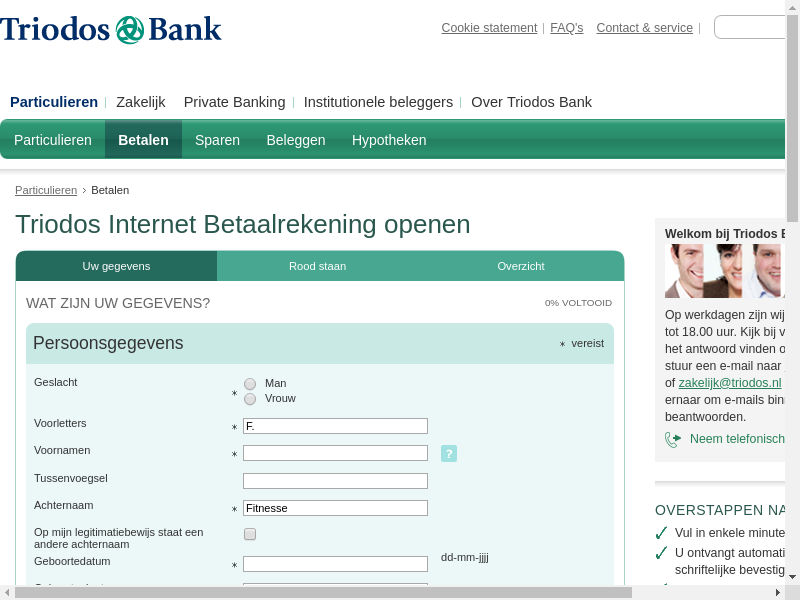 Triodos Bank
Cookie statement | FAQ's Contact & service |
Particulieren | Zakelijk Private Banking | Institutionele beleggers | Over Triodos Bank
Particulieren Betalen Sparen Beleggen Hypotheken
Particulieren > Betalen
Triodos Internet Betaalrekening openen
Uw gegevens Rood staan Overzicht
WAT ZIJN UW GEGEVENS? 0% VOLTOOID
Persoonsgegevens * vereist
Geslacht
* Man
Vrouw
Voorletters * F.
Voornamen * ?
Tussenvoegsel
Achternaam * Fitnesse
Op mijn legitimatiebewijs staat een
andere achternaam
Geboortedatum * dd-mm-jjjj
Welkom bij Triodos
Op werkdagen zijn wij
tot 18.00 uur. Kijk bij
het antwoord vinden
stuur een e-mail naar
of zakelijk@triodos.nl
ernaar om e-mails
beantwoorden.
Neem telefonisch
OVERSTAPPEN
Vul in enkele
U ontvangt
schriftelijke